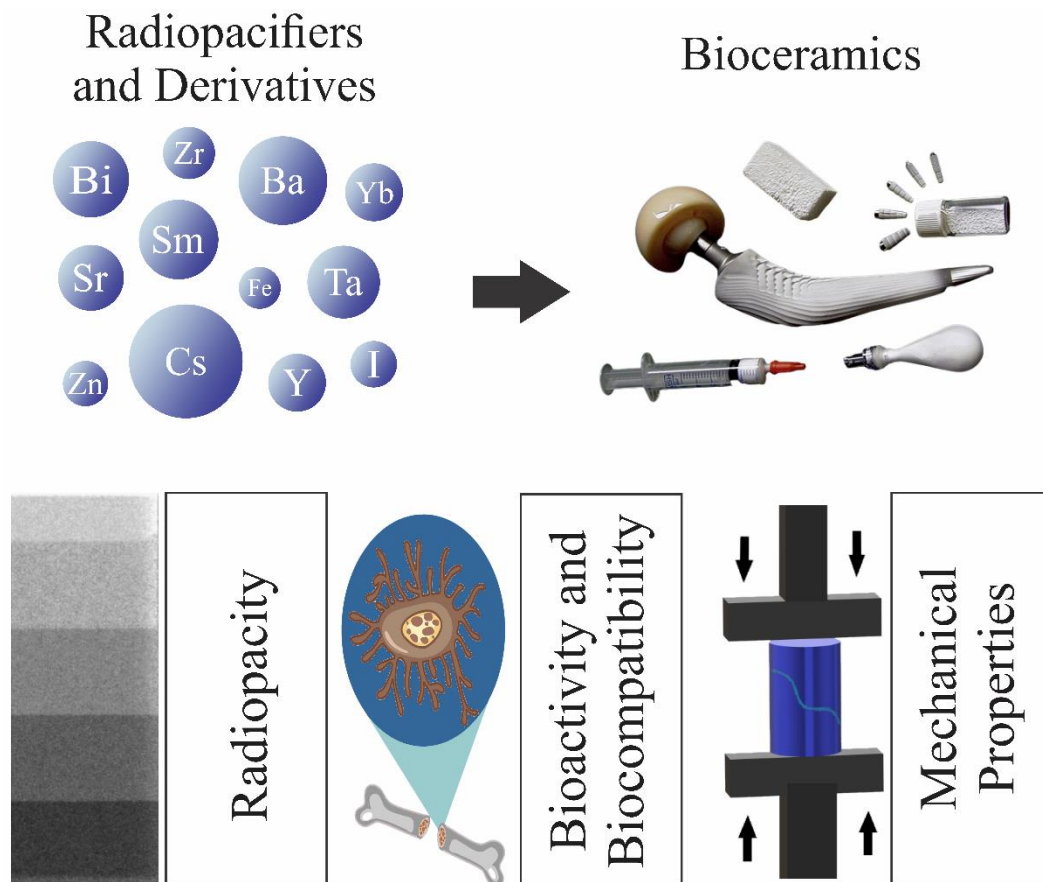 Radiopacifiers
and Derivatives
Bioceramics
Bi
Zr
Ba
Yb
Sm
Sr
Fe
Ta
Cs
Zn
Y
I
Radiopacity
Bioactivity and
Biocompatibility
Mechanical
Properties